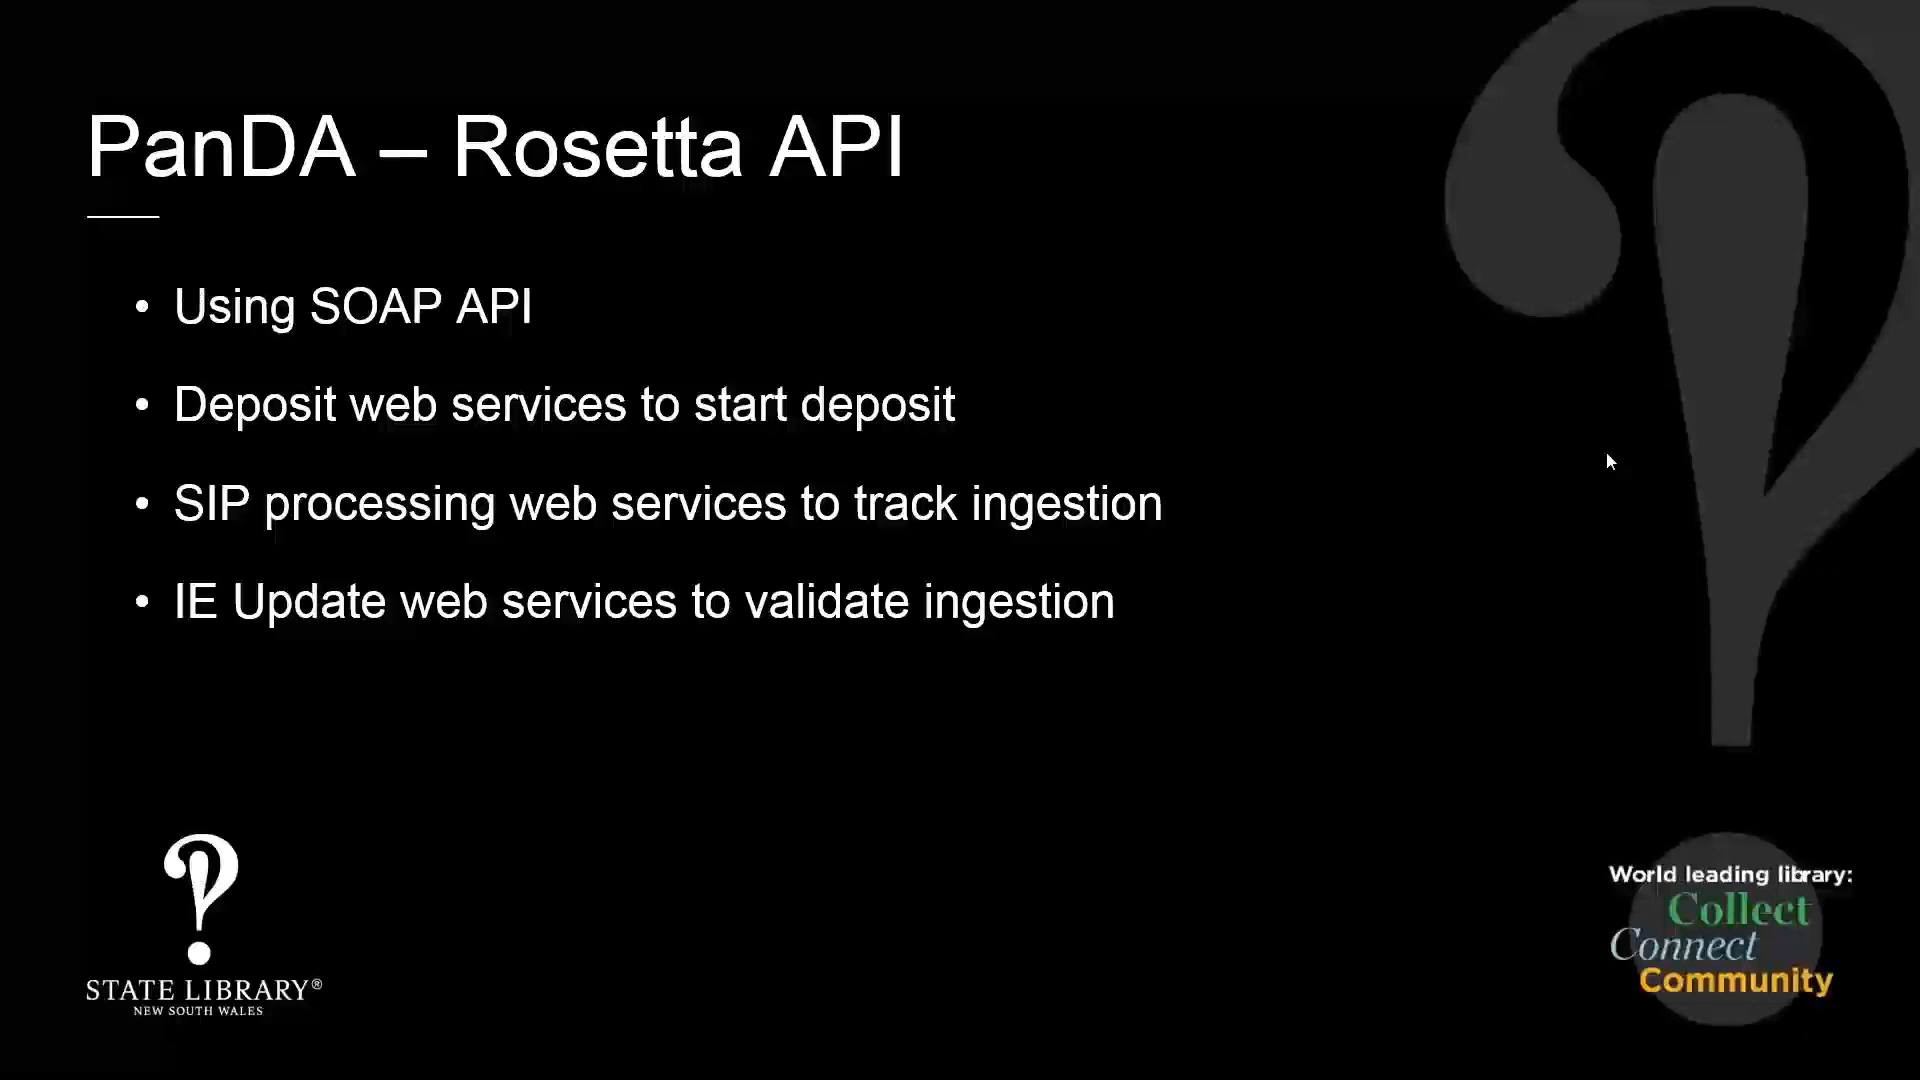 PanDA – Rosetta API
• Using SOAP API
• Deposit web services to start deposit
• SIP processing web services to track ingestion
• IE Update web services to validate ingestion
STATE LIBRARY®
NEW SOUTH WALES
World leading library:
Collect
Connect
Community